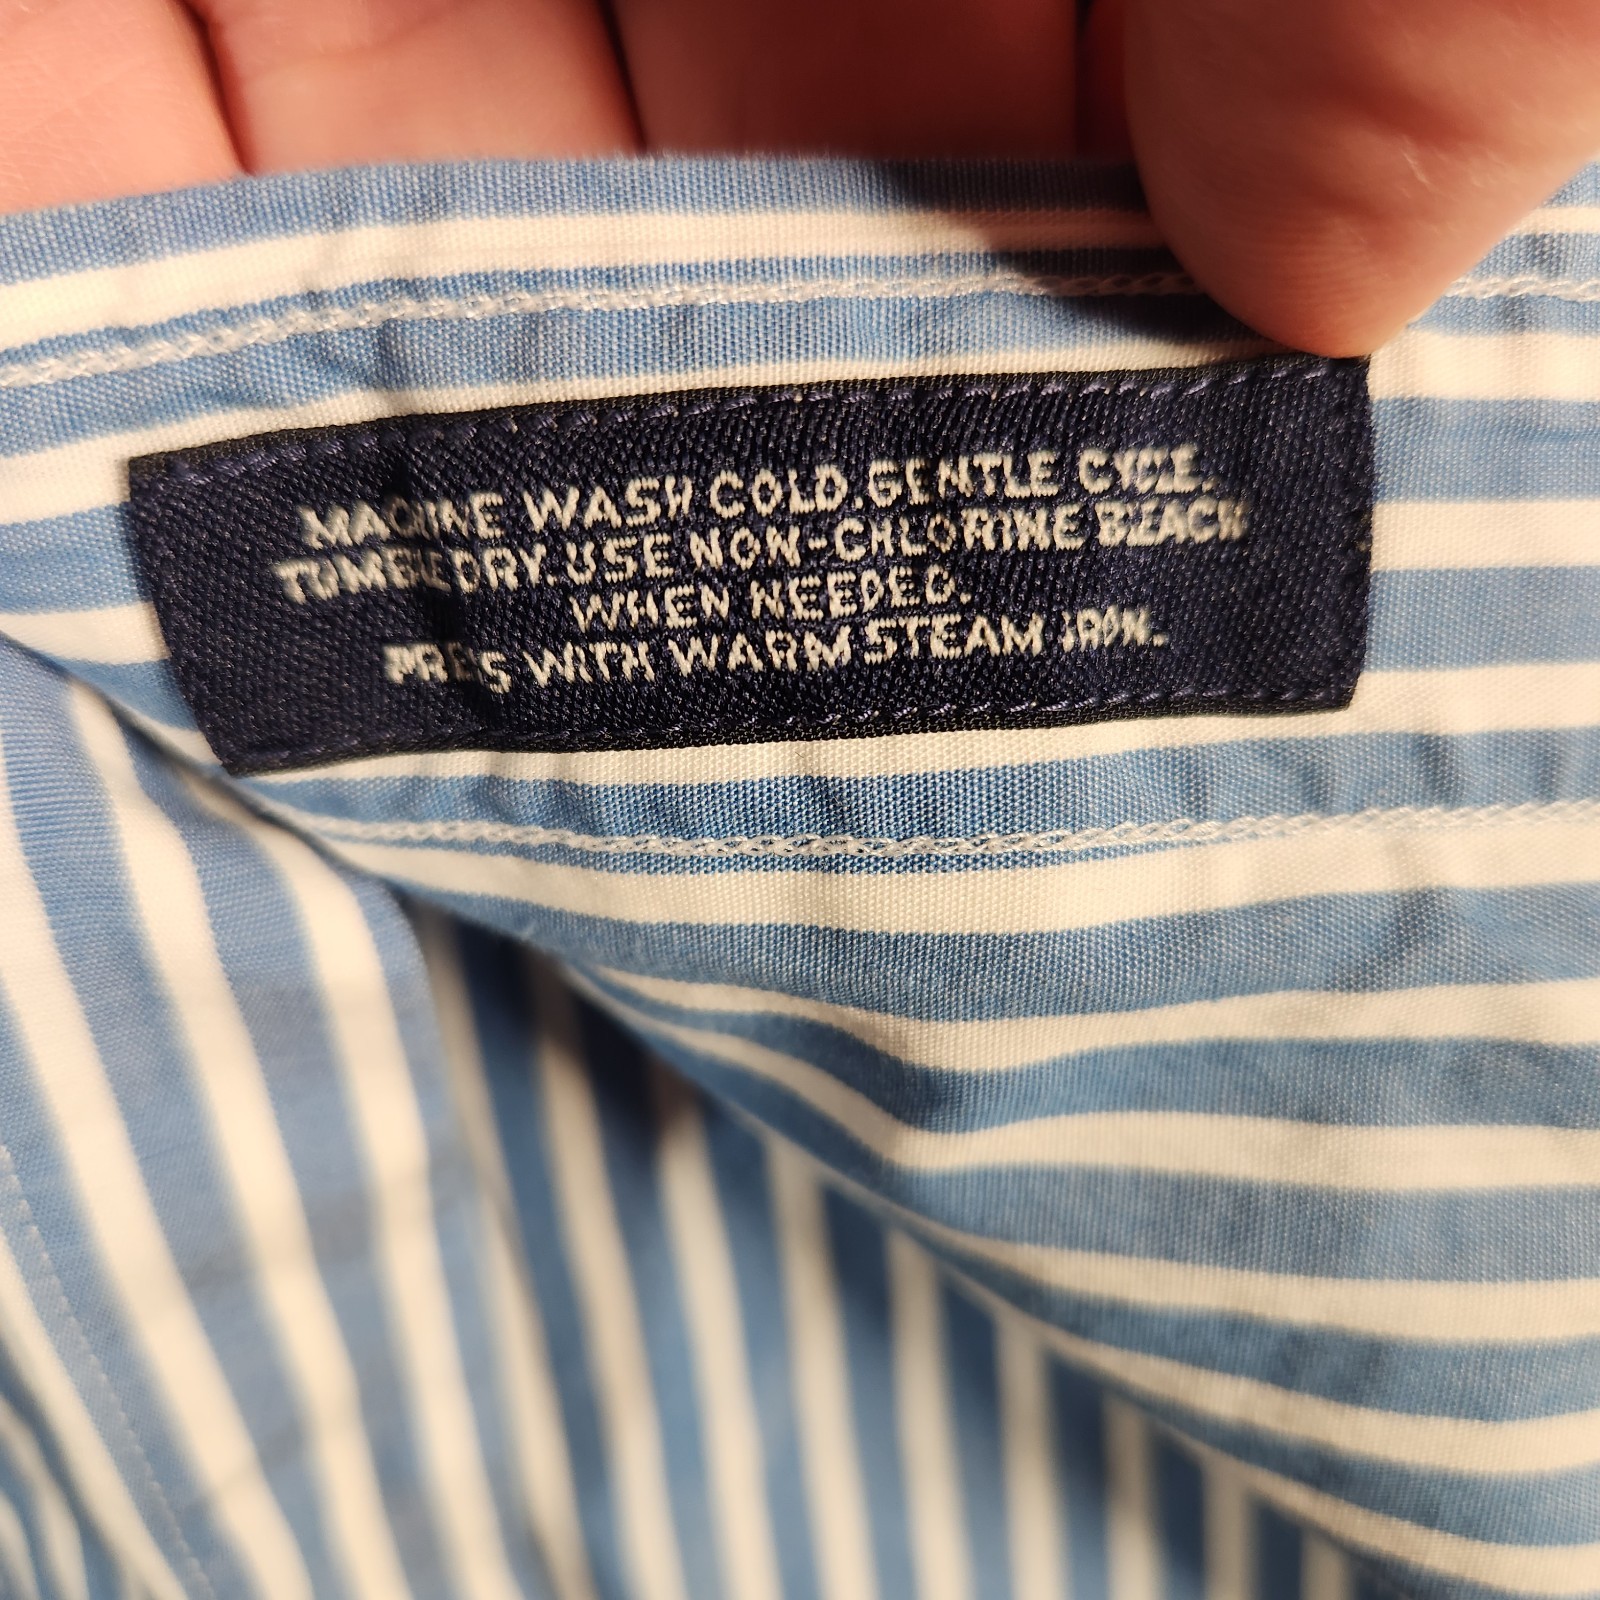 MACHINE WASH COLD. GENTLE CYCLE.
TUMBLE DRY. USE NON-CHLORINE BLEACH
WHEN NEEDED.
PRESS WITH WARM STEAM IRON.